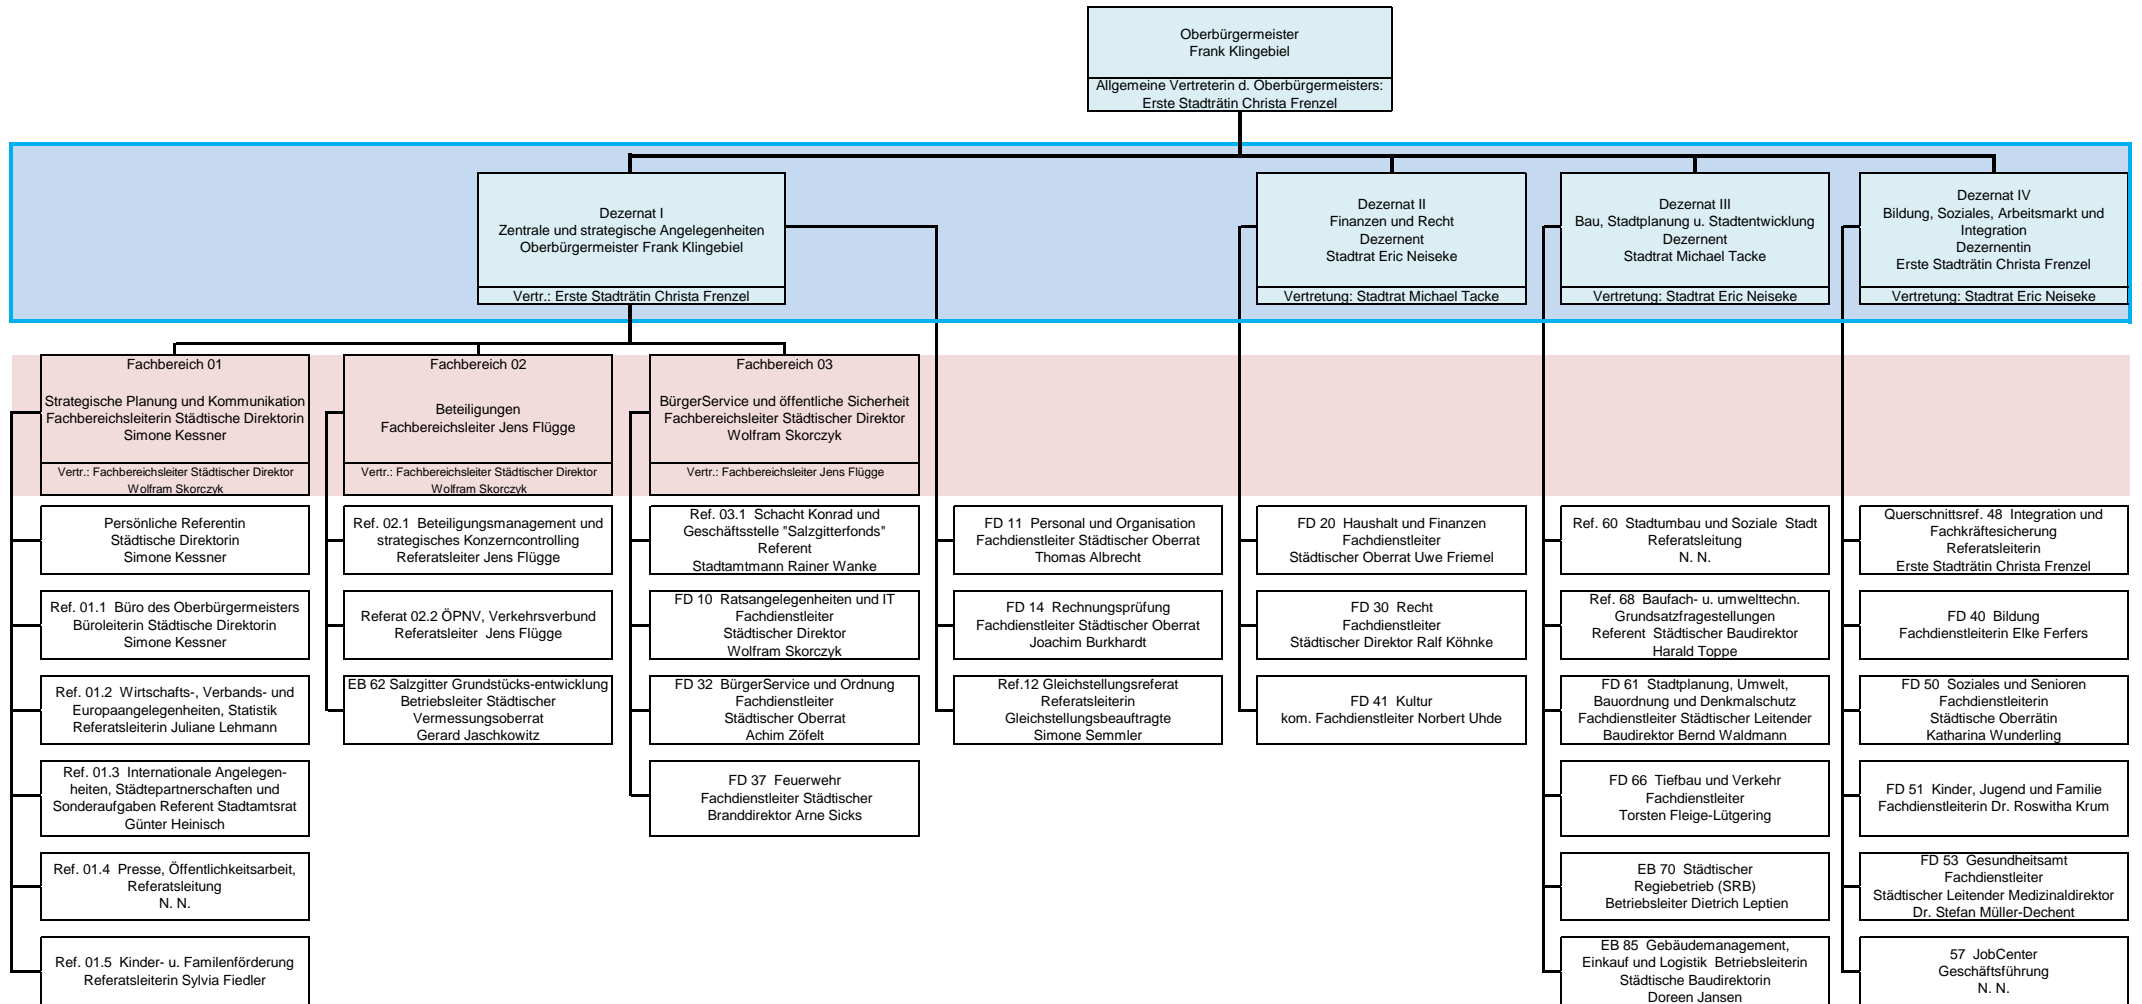 Oberbürgermeister
Frank Klingebiel
Allgemeine Vertreterin d. Oberbürgermeisters:
Erste Stadträtin Christa Frenzel
Dezernat I
Zentrale und strategische Angelegenheiten
Oberbürgermeister Frank Klingebiel
Vertr.: Erste Stadträtin Christa Frenzel
Dezernat II
Finanzen und Recht
Dezernent
Stadtrat Eric Neiseke
Vertretung: Stadtrat Michael Tacke
Dezernat III
Bau, Stadtplanung u. Stadtentwicklung
Dezernent
Stadtrat Michael Tacke
Vertretung: Stadtrat Eric Neiseke
Dezernat IV
Bildung, Soziales, Arbeitsmarkt und
Integration
Dezernentin
Erste Stadträtin Christa Frenzel
Vertretung: Stadtrat Eric Neiseke
Fachbereich 01
Strategische Planung und Kommunikation
Fachbereichsleiterin Städtische Direktorin
Simone Kessner
Vertr.: Fachbereichsleiter Städtischer Direktor
Wolfram Skorczyk
Fachbereich 02
Beteiligungen
Fachbereichsleiter Jens Flügge
Vertr.: Fachbereichsleiter Städtischer Direktor
Wolfram Skorczyk
Fachbereich 03
BürgerService und öffentliche Sicherheit
Fachbereichsleiter Städtischer Direktor
Wolfram Skorczyk
Vertr.: Fachbereichsleiter Jens Flügge
Persönliche Referentin
Städtische Direktorin
Simone Kessner
Ref. 01.1 Büro des Oberbürgermeisters
Büroleiterin Städtische Direktorin
Simone Kessner
Ref. 01.2 Wirtschafts-, Verbands- und
Europaangelegenheiten, Statistik
Referatsleiterin Juliane Lehmann
Ref. 01.3 Internationale Angelegen-
heiten, Städtepartnerschaften und
Sonderaufgaben Referent Stadtamtsrat
Günter Heinisch
Ref. 01.4 Presse, Öffentlichkeitsarbeit,
Referatsleitung
N. N.
Ref. 01.5 Kinder- u. Familenförderung
Referatsleiterin Sylvia Fiedler
Ref. 02.1 Beteiligungsmanagement und
strategisches Konzerncontrolling
Referatsleiter Jens Flügge
Referat 02.2 ÖPNV, Verkehrsverbund
Referatsleiter Jens Flügge
EB 62 Salzgitter Grundstücks-entwicklung
Betriebsleiter Städtischer
Vermessungsoberrat
Gerard Jaschkowitz
Ref. 03.1 Schacht Konrad und
Geschäftsstelle "Salzgitterfonds"
Referent
Stadtamtmann Rainer Wanke
FD 10 Ratsangelegenheiten und IT
Fachdienstleiter
Städtischer Direktor
Wolfram Skorczyk
FD 32 BürgerService und Ordnung
Fachdienstleiter
Städtischer Oberrat
Achim Zöfelt
FD 37 Feuerwehr
Fachdienstleiter Städtischer
Branddirektor Arne Sicks
FD 11 Personal und Organisation
Fachdienstleiter Städtischer Oberrat
Thomas Albrecht
FD 14 Rechnungsprüfung
Fachdienstleiter Städtischer Oberrat
Joachim Burkhardt
Ref.12 Gleichstellungsreferat
Referatsleiterin
Gleichstellungsbeauftragte
Simone Semmler
FD 20 Haushalt und Finanzen
Fachdienstleiter
Städtischer Oberrat Uwe Friemel
FD 30 Recht
Fachdienstleiter
Städtischer Direktor Ralf Köhnke
FD 41 Kultur
kom. Fachdienstleiter Norbert Uhde
Ref. 60 Stadtumbau und Soziale Stadt
Referatsleitung
N. N.
Ref. 68 Baufach- u. umwelttechn.
Grundsatzfragestellungen
Referent Städtischer Baudirektor
Harald Toppe
FD 61 Stadtplanung, Umwelt,
Bauordnung und Denkmalschutz
Fachdienstleiter Städtischer Leitender
Baudirektor Bernd Waldmann
FD 66 Tiefbau und Verkehr
Fachdienstleiter
Torsten Fleige-Lütgering
EB 70 Städtischer
Regiebetrieb (SRB)
Betriebsleiter Dietrich Leptien
EB 85 Gebäudemanagement,
Einkauf und Logistik Betriebsleiterin
Städtische Baudirektorin
Doreen Jansen
Querschnittsref. 48 Integration und
Fachkräftesicherung
Referatsleiterin
Erste Stadträtin Christa Frenzel
FD 40 Bildung
Fachdienstleiterin Elke Ferfers
FD 50 Soziales und Senioren
Fachdienstleiterin
Städtische Oberrätin
Katharina Wunderling
FD 51 Kinder, Jugend und Familie
Fachdienstleiterin Dr. Roswitha Krum
FD 53 Gesundheitsamt
Fachdienstleiter
Städtischer Leitender Medizinaldirektor
Dr. Stefan Müller-Dechent
57 JobCenter
Geschäftsführung
N. N.